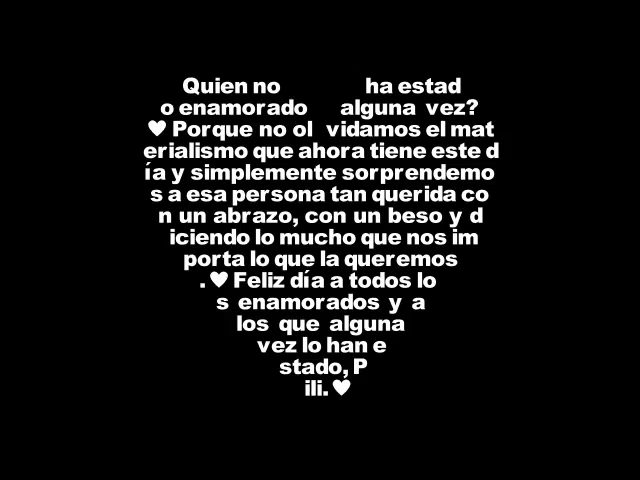 Quien no ha estad
o enamorado alguna vez?
♥ Porque no ol vidamos el mat
erialismo que ahora tiene este d
ía y simplemente sorprendemo
s a esa persona tan querida co
n un abrazo, con un beso y d
iciendo lo mucho que nos im
porta lo que la queremos
. ♥ Feliz día a todos lo
s enamorados y a
los que alguna
vez lo han e
stado, P
ili. ♥